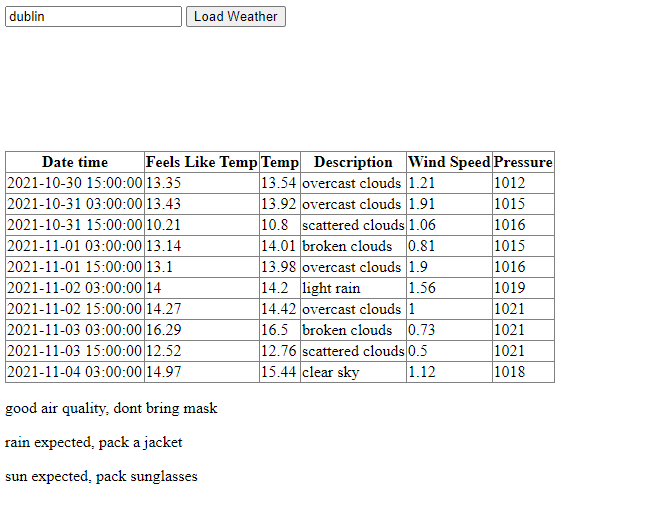 dublin Load Weather
Date time Feels Like Temp Temp Description Wind Speed Pressure
2021-10-30 15:00:00 13.35 13.54 overcast clouds 1.21 1012
2021-10-31 03:00:00 13.43 13.92 overcast clouds 1.91 1015
2021-10-31 15:00:00 10.21 10.8 scattered clouds 1.06 1016
2021-11-01 03:00:00 13.14 14.01 broken clouds 0.81 1015
2021-11-01 15:00:00 13.1 13.98 overcast clouds 1.9 1016
2021-11-02 03:00:00 14 14.2 light rain 1.56 1019
2021-11-02 15:00:00 14.27 14.42 overcast clouds 1 1021
2021-11-03 03:00:00 16.29 16.5 broken clouds 0.73 1021
2021-11-03 15:00:00 12.52 12.76 scattered clouds 0.5 1021
2021-11-04 03:00:00 14.97 15.44 clear sky 1.12 1018
good air quality, dont bring mask
rain expected, pack a jacket
sun expected, pack sunglasses